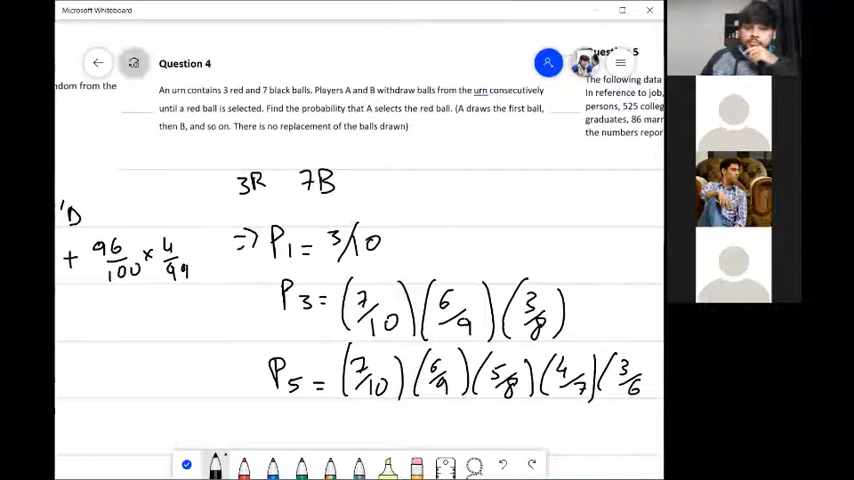 Microsoft Whiteboard
Question 4
An urn contains 3 red and 7 black balls. Players A and B withdraw balls from the urn consecutively
until a red ball is selected. Find the probability that A selects the red ball. (A draws the first ball,
then B, and so on. There is no replacement of the balls drawn)
ndom from the
Question 5
The following data
In reference to job,
persons, 525 colleg
graduates, 86 marr
the numbers repor
3R 7B
'D
+ 96/100 × 4/99
=> P1 = 3/10
P3 = (7/10)(6/9)(3/8)
P5 = (7/10)(6/9)(5/8)(4/7)(3/6